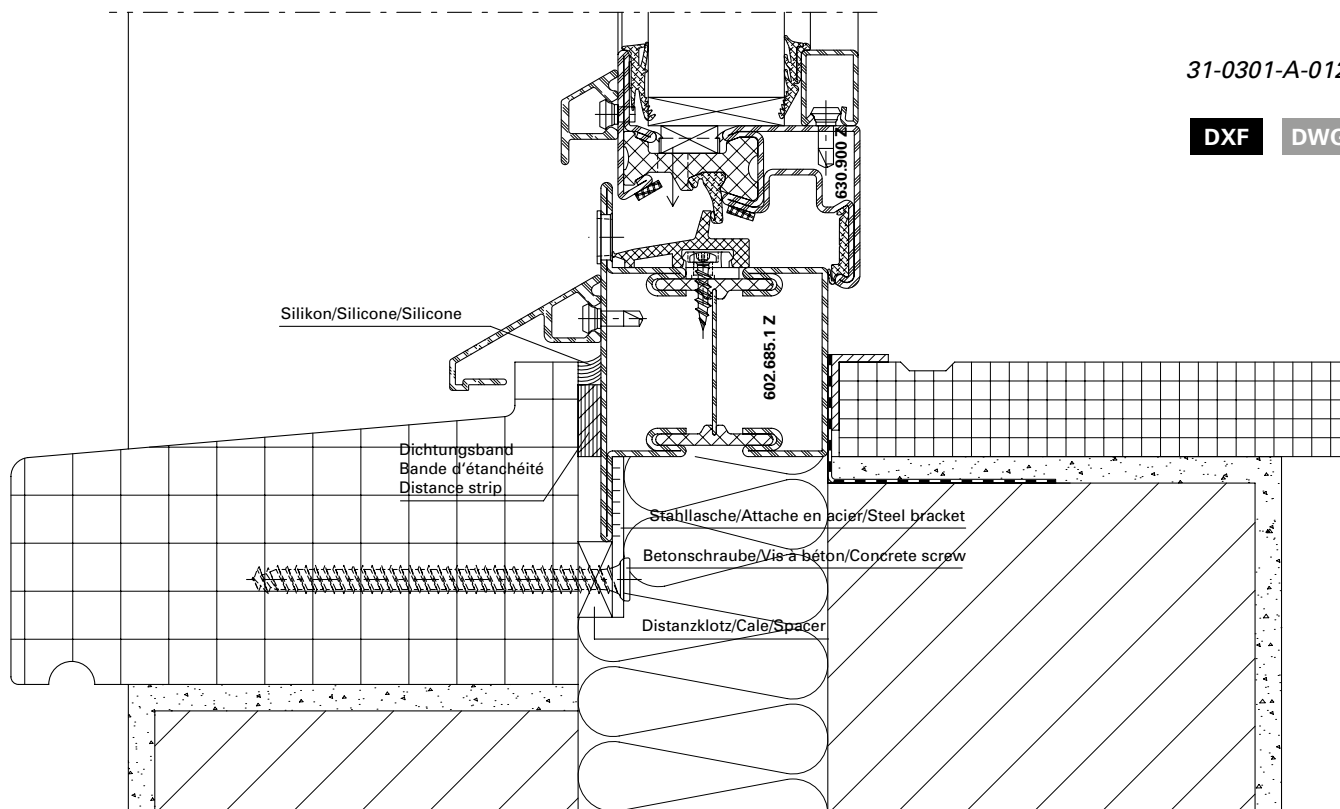 31-0301-A-012
DXF DWG
630.900 Z
Silikon/Silicone/Silicone
602.685.1 Z
Dichtungsband
Bande d'étanchéité
Distance strip
Stahllasche/Attache en acier/Steel bracket
Betonschraube/Vis à béton/Concrete screw
Distanzklotz/Cale/Spacer